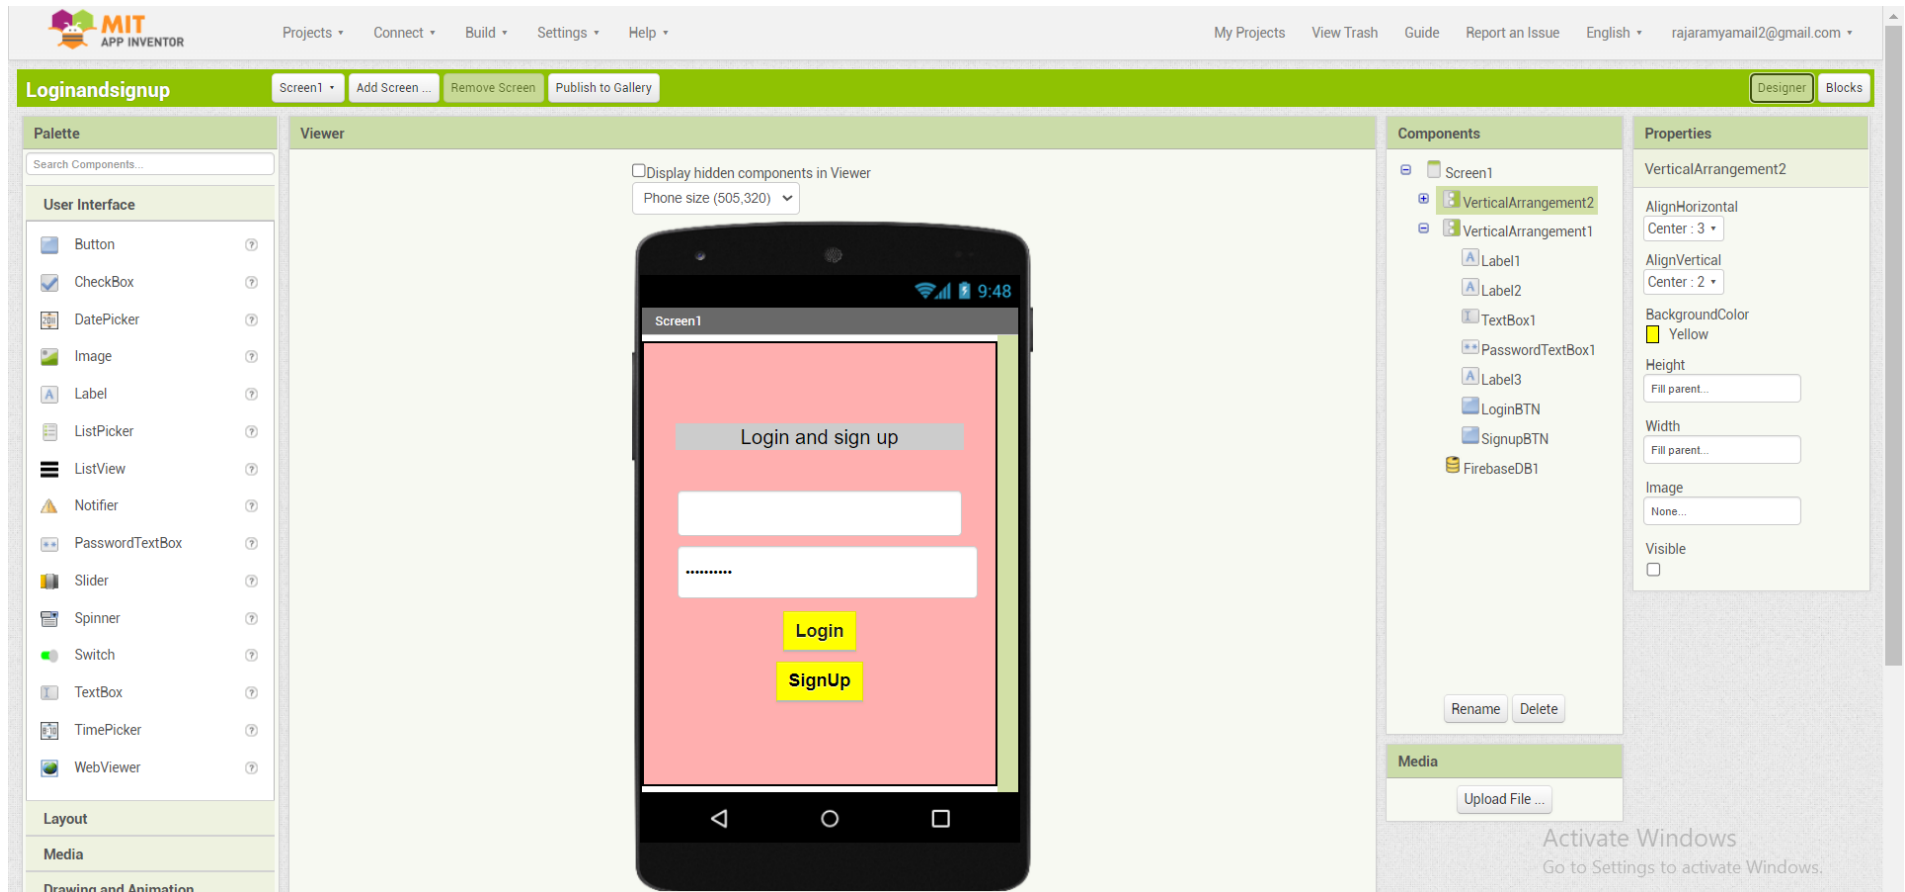 MIT
APP INVENTOR
Projects Connect Build Settings Help My Projects View Trash Guide Report an Issue English rajaramyamail2@gmail.com
Loginandsignup Screen1 Add Screen ... Remove Screen Publish to Gallery Designer Blocks
Palette
Search Components...
User Interface
Button
CheckBox
DatePicker
Image
Label
ListPicker
ListView
Notifier
PasswordTextBox
Slider
Spinner
Switch
TextBox
TimePicker
WebViewer
Layout
Media
Drawing and Animation
Viewer
Display hidden components in Viewer
Phone size (505,320)
9:48
Screen1
Login and sign up
••••••••••
Login
SignUp
Components
Screen1
VerticalArrangement2
VerticalArrangement1
Label1
Label2
TextBox1
PasswordTextBox1
Label3
LoginBTN
SignupBTN
FirebaseDB1
Rename Delete
Media
Upload File ...
Properties
VerticalArrangement2
AlignHorizontal
Center : 3
AlignVertical
Center : 2
BackgroundColor
Yellow
Height
Fill parent...
Width
Fill parent...
Image
None...
Visible
Activate Windows
Go to Settings to activate Windows.